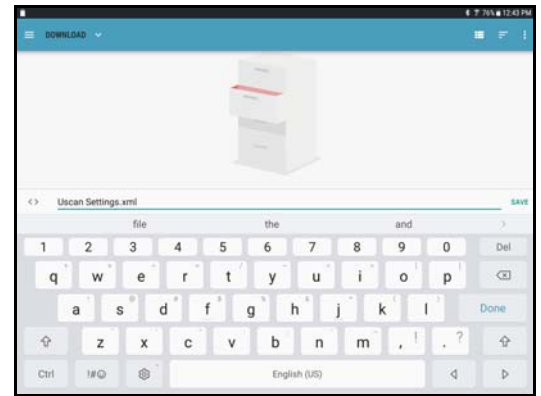 76% 12:43 PM
DOWNLOAD
Uscan Settings.xml SAVE
file the and
1 2 3 4 5 6 7 8 9 0 Del
q w e r t y u i o p
a s d f g h j k l Done
z x c v b n m , ! . ?
Ctrl !#☺ English (US)